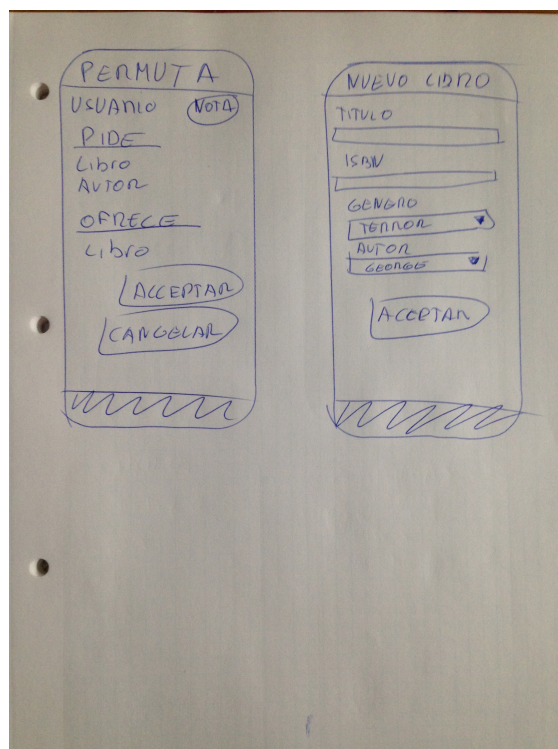 PERMUTA
USUARIO NOTA
PIDE
Libro
AUTOR
OFRECE
Libro
ACCEPTAR
CANCELAR
NUEVO LIBRO
TITULO
ISBN
GENERO
TERROR
AUTOR
GEORGE
ACCEPTAR